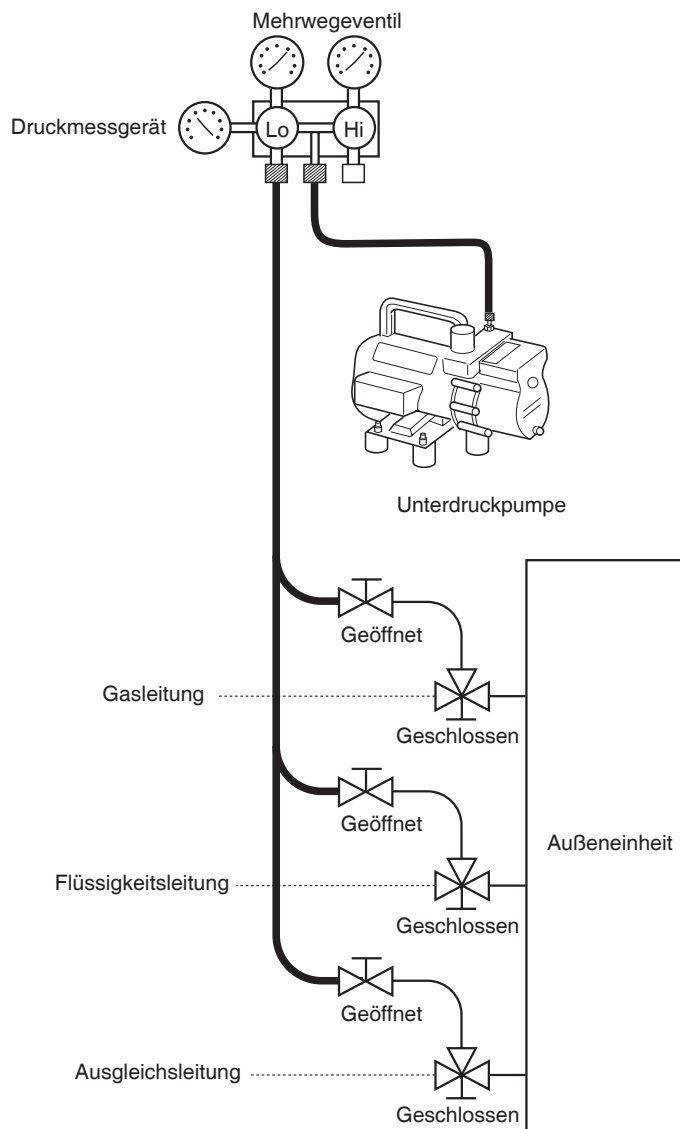 Mehrwegeventil
Druckmessgerät
Lo
Hi
Unterdruckpumpe
Geöffnet
Gasleitung
Geschlossen
Geöffnet
Außeneinheit
Flüssigkeitsleitung
Geschlossen
Geöffnet
Ausgleichsleitung
Geschlossen